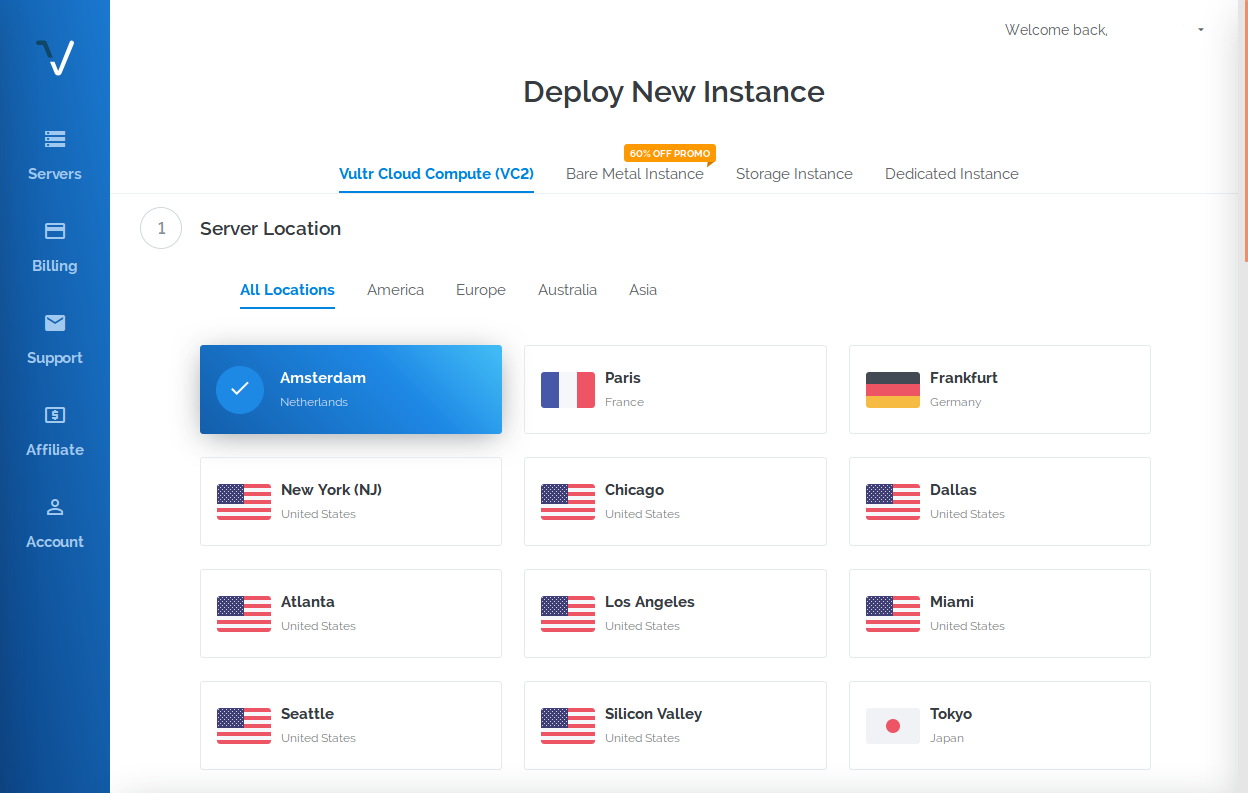 Welcome back,
Deploy New Instance
60% OFF PROMO
Vultr Cloud Compute (VC2) Bare Metal Instance Storage Instance Dedicated Instance
1 Server Location
All Locations America Europe Australia Asia
Servers
Billing
Support
Affiliate
Account
Amsterdam
Netherlands
Paris
France
Frankfurt
Germany
New York (NJ)
United States
Chicago
United States
Dallas
United States
Atlanta
United States
Los Angeles
United States
Miami
United States
Seattle
United States
Silicon Valley
United States
Tokyo
Japan